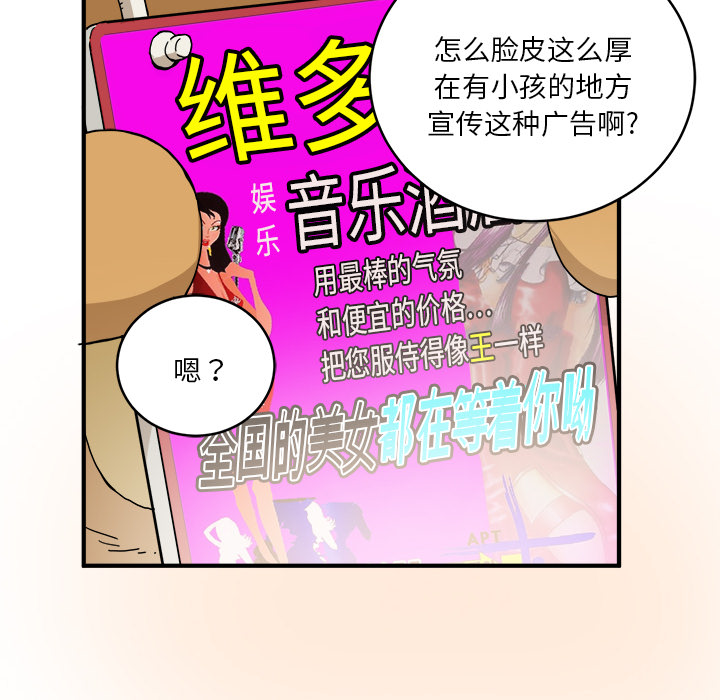 怎么脸皮这么厚
在有小孩的地方
宣传这种广告啊?
维多
娱乐
音乐酒
用最棒的气氛
和便宜的价格...
把您服侍得像王一样
嗯？
全国的美女都在等着你呦
APT